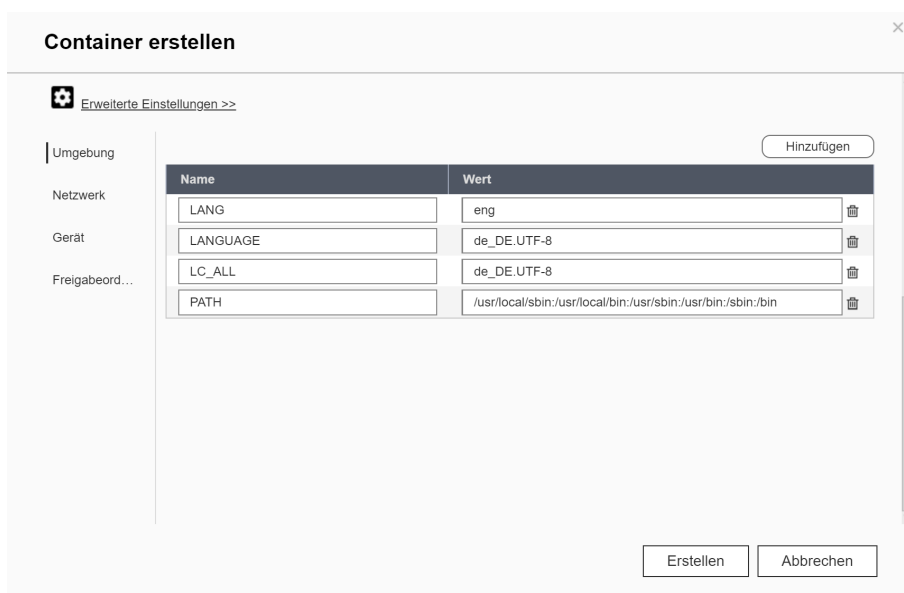 Container erstellen
×
Erweiterte Einstellungen >>
Umgebung
Netzwerk
Gerät
Freigabeord...
Hinzufügen
Name Wert
LANG eng
LANGUAGE de_DE.UTF-8
LC_ALL de_DE.UTF-8
PATH /usr/local/sbin:/usr/local/bin:/usr/sbin:/usr/bin:/sbin:/bin
Erstellen Abbrechen